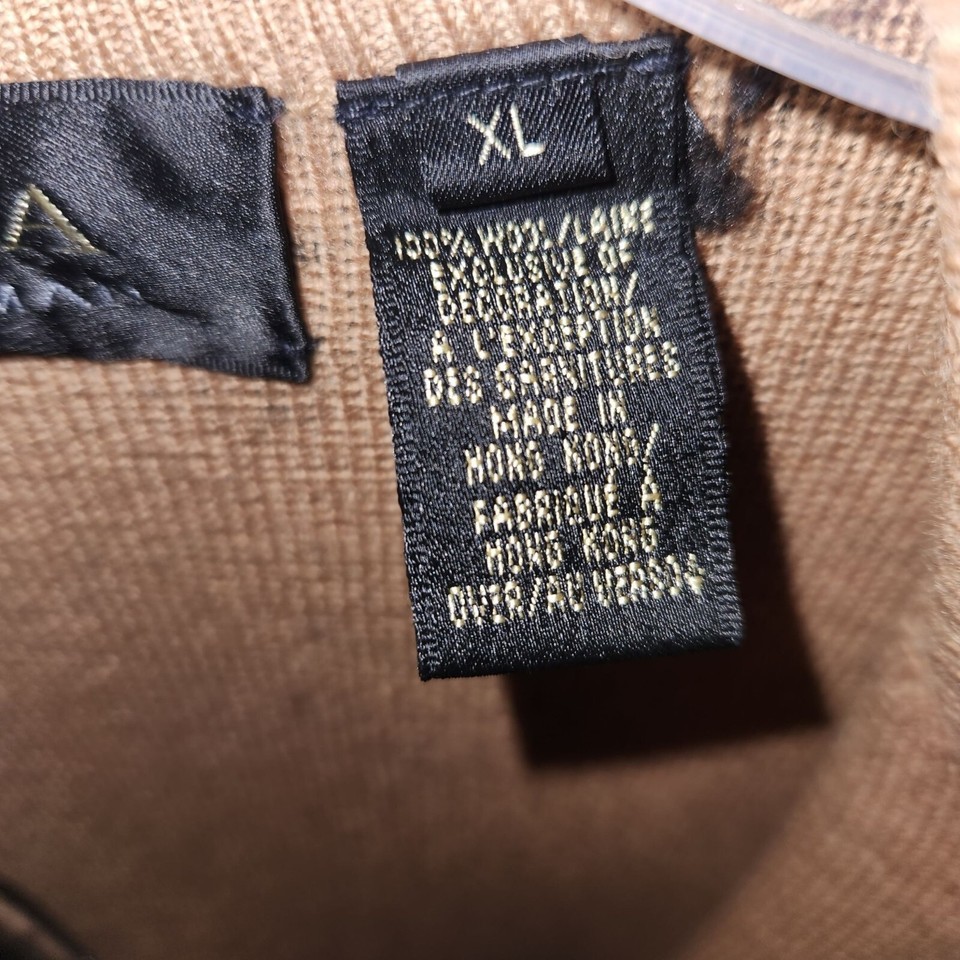 A
XL
100% WOOL/LAINE
EXCLUSIVE OF
DECORATION/
A L'EXCEPTION
DES GARNITURES
MADE IN
HONG KONG/
FABRIQUÉ A
HONG KONG
OVER/AU VERSO↓